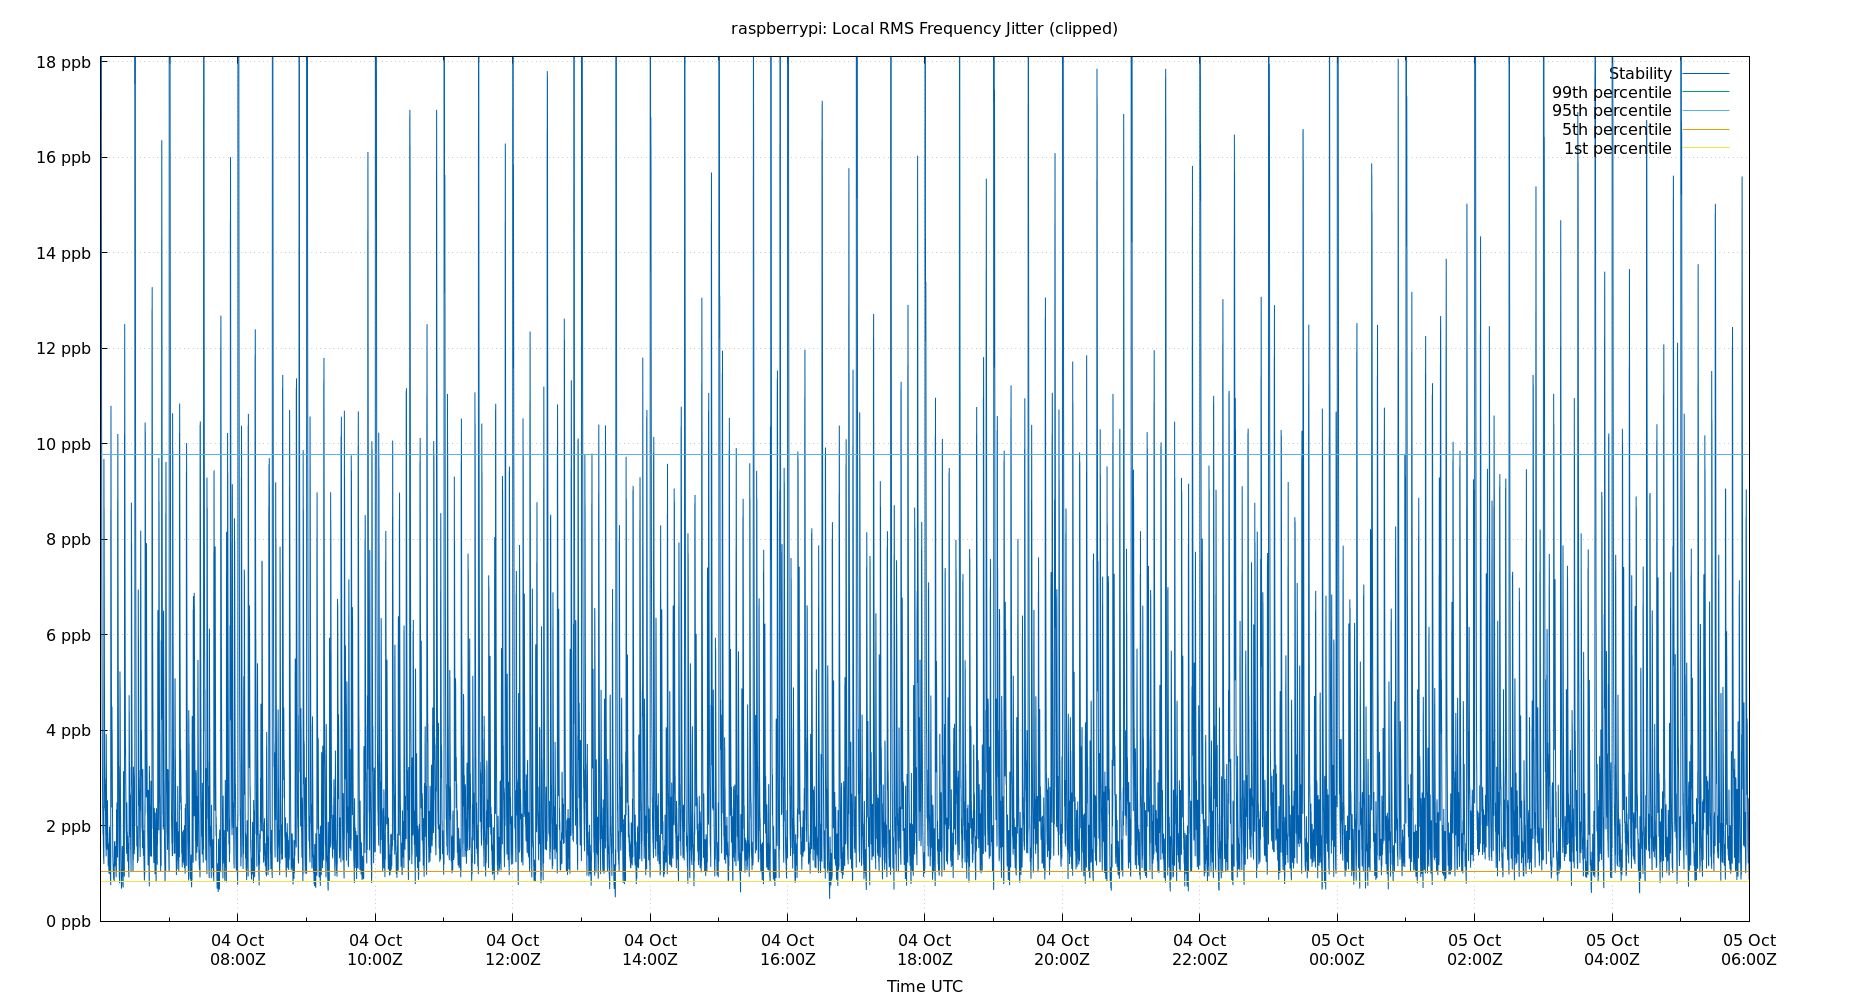 raspberrypi: Local RMS Frequency Jitter (clipped)
18 ppb
16 ppb
14 ppb
12 ppb
10 ppb
8 ppb
6 ppb
4 ppb
2 ppb
0 ppb
Stability
99th percentile
95th percentile
5th percentile
1st percentile
04 Oct 04 Oct 04 Oct 04 Oct 04 Oct 04 Oct 04 Oct 04 Oct 05 Oct 05 Oct 05 Oct 05 Oct
08:00Z 10:00Z 12:00Z 14:00Z 16:00Z 18:00Z 20:00Z 22:00Z 00:00Z 02:00Z 04:00Z 06:00Z
Time UTC